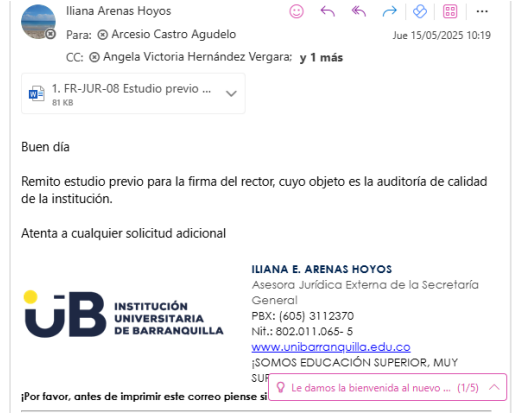 Iliana Arenas Hoyos
Para: Arcesio Castro Agudelo
Jue 15/05/2025 10:19
CC: Angela Victoria Hernández Vergara; y 1 más
1. FR-JUR-08 Estudio previo ...
81 KB
Buen día
Remito estudio previo para la firma del rector, cuyo objeto es la auditoría de calidad
de la institución.
Atenta a cualquier solicitud adicional
ūB INSTITUCIÓN
UNIVERSITARIA
DE BARRANQUILLA
ILIANA E. ARENAS HOYOS
Asesora Jurídica Externa de la Secretaría
General
PBX: (605) 3112370
Nit.: 802.011.065- 5
www.unibarranquilla.edu.co
¡SOMOS EDUCACIÓN SUPERIOR, MUY
Le damos la bienvenida al nuevo ... (1/5)
¡Por favor, antes de imprimir este correo piense si